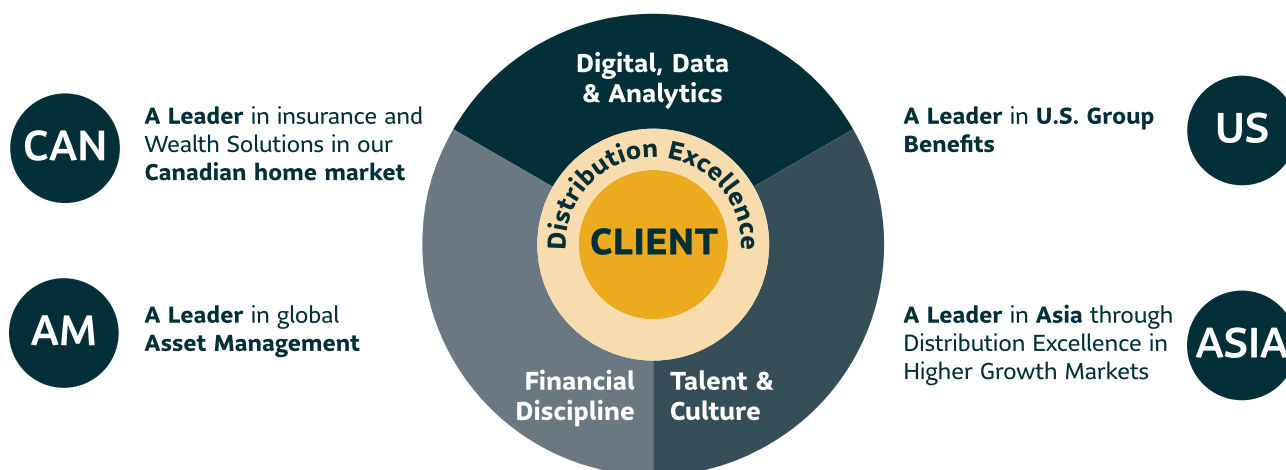 CAN
A Leader in insurance and
Wealth Solutions in our
Canadian home market
AM
A Leader in global
Asset Management
Digital, Data
& Analytics
Distribution Excellence
CLIENT
Financial
Discipline
Talent &
Culture
A Leader in U.S. Group
Benefits
US
A Leader in Asia through
Distribution Excellence in
Higher Growth Markets
ASIA